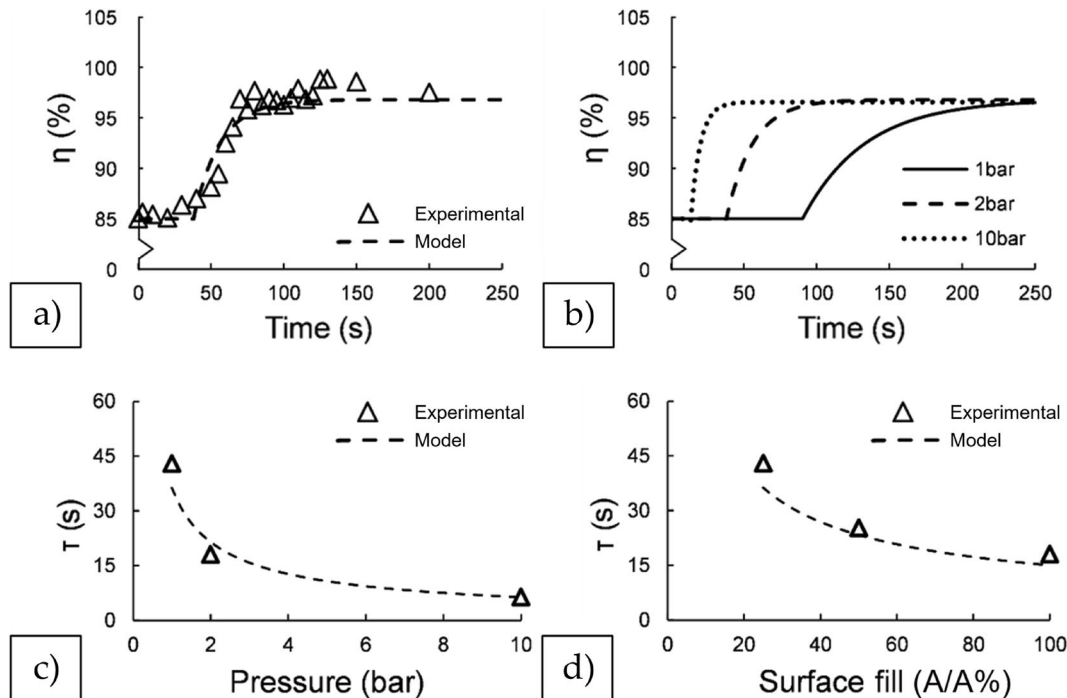 105
100
95
90
85
0
η (%)
Experimental
Model
0 50 100 150 200 250
Time (s)
a)
105
100
95
90
85
0
η (%)
1bar
2bar
10bar
0 50 100 150 200 250
Time (s)
b)
60
45
30
15
0
τ (s)
Experimental
Model
0 2 4 6 8 10
Pressure (bar)
c)
60
45
30
15
0
τ (s)
Experimental
Model
0 20 40 60 80 100
Surface fill (A/A%)
d)